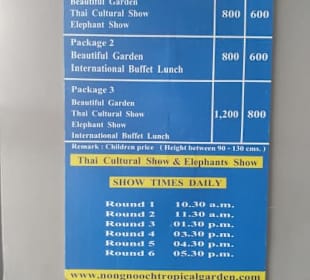 Beautiful Garden
Thai Cultural Show 800 600
Elephant Show
Package 2
Beautiful Garden 800 600
International Buffet Lunch
Package 3
Beautiful Garden
Thai Cultural Show 1,200 800
Elephant Show
International Buffet Lunch
Remark : Children price ( Height between 90 - 130 cms. )
Thai Cultural Show & Elephants Show
SHOW TIMES DAILY
Round 1 10.30 a.m.
Round 2 11.30 a.m.
Round 3 01.30 p.m.
Round 4 03.30 p.m.
Round 5 04.30 p.m.
Round 6 05.30 p.m.
www.nongnoochtropicalgarden.com